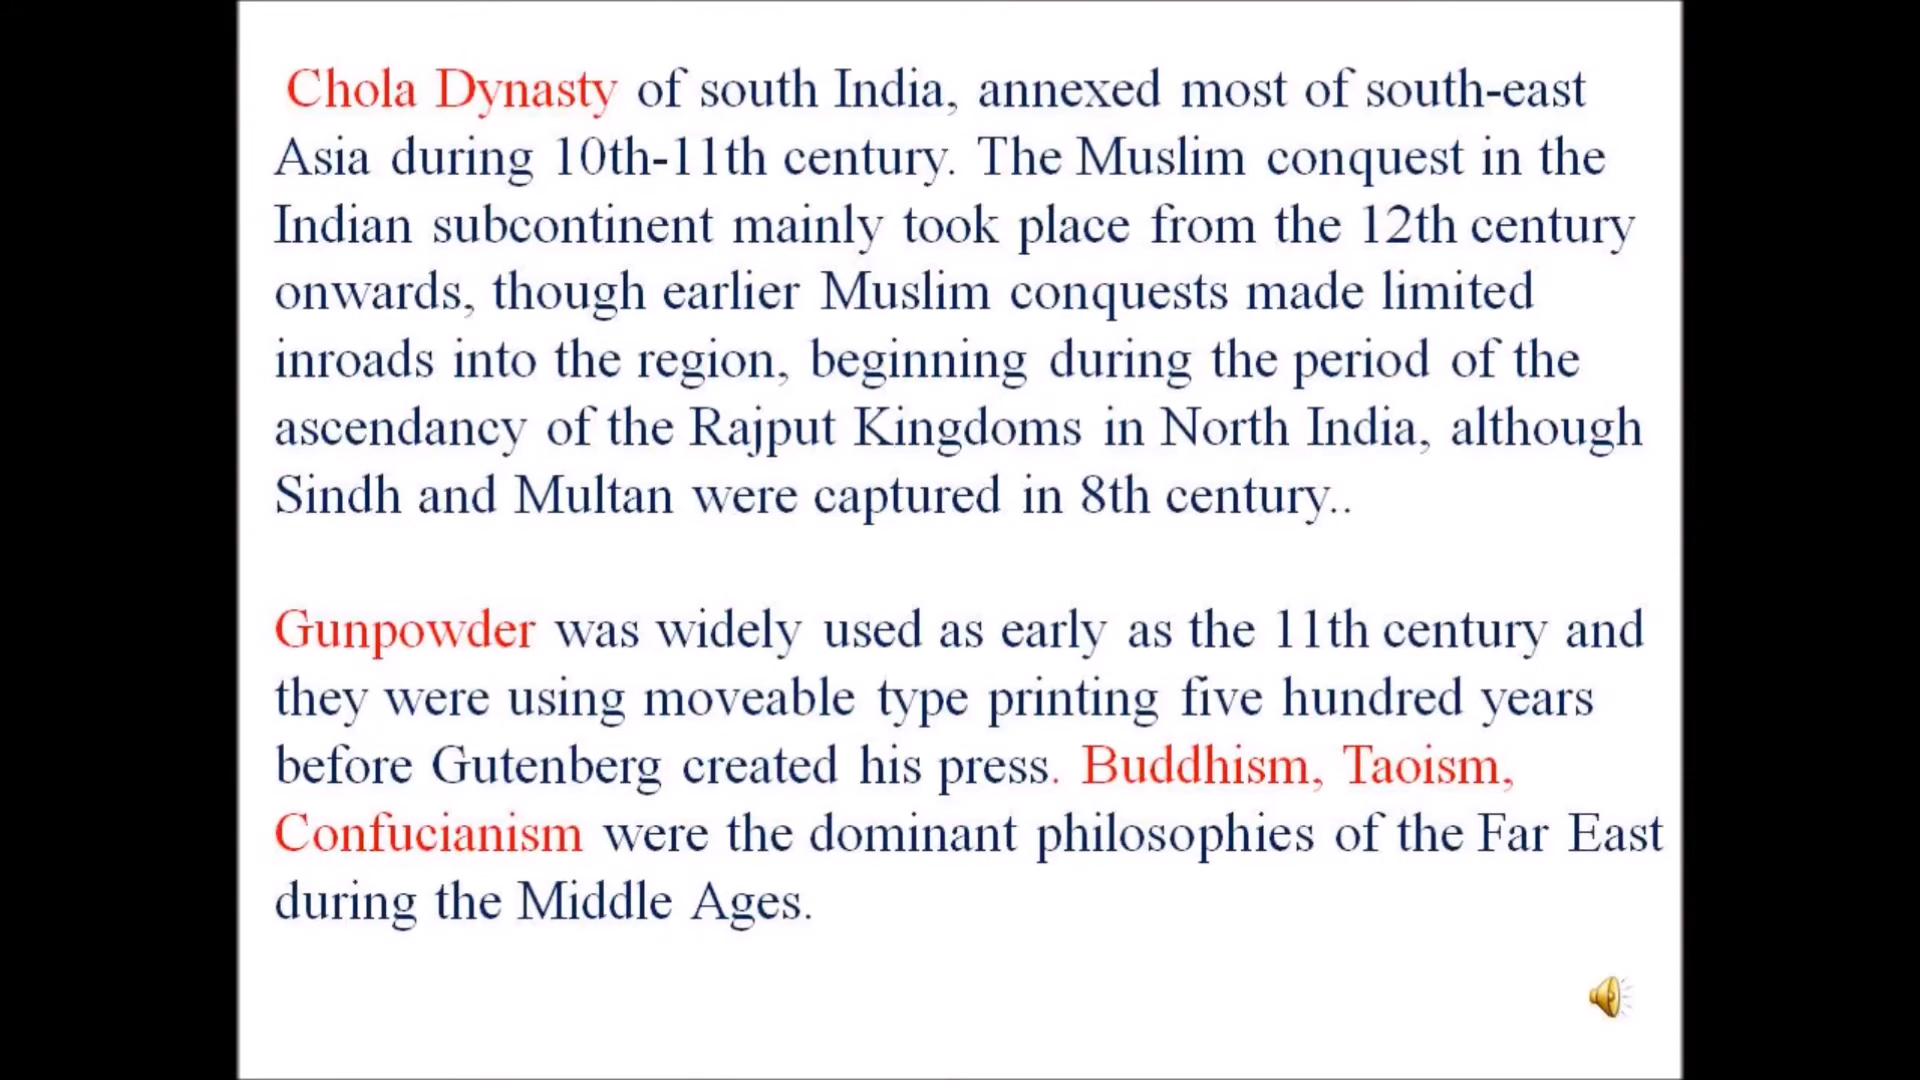 Chola Dynasty of south India, annexed most of south-east
Asia during 10th-11th century. The Muslim conquest in the
Indian subcontinent mainly took place from the 12th century
onwards, though earlier Muslim conquests made limited
inroads into the region, beginning during the period of the
ascendancy of the Rajput Kingdoms in North India, although
Sindh and Multan were captured in 8th century..
Gunpowder was widely used as early as the 11th century and
they were using moveable type printing five hundred years
before Gutenberg created his press. Buddhism, Taoism,
Confucianism were the dominant philosophies of the Far East
during the Middle Ages.